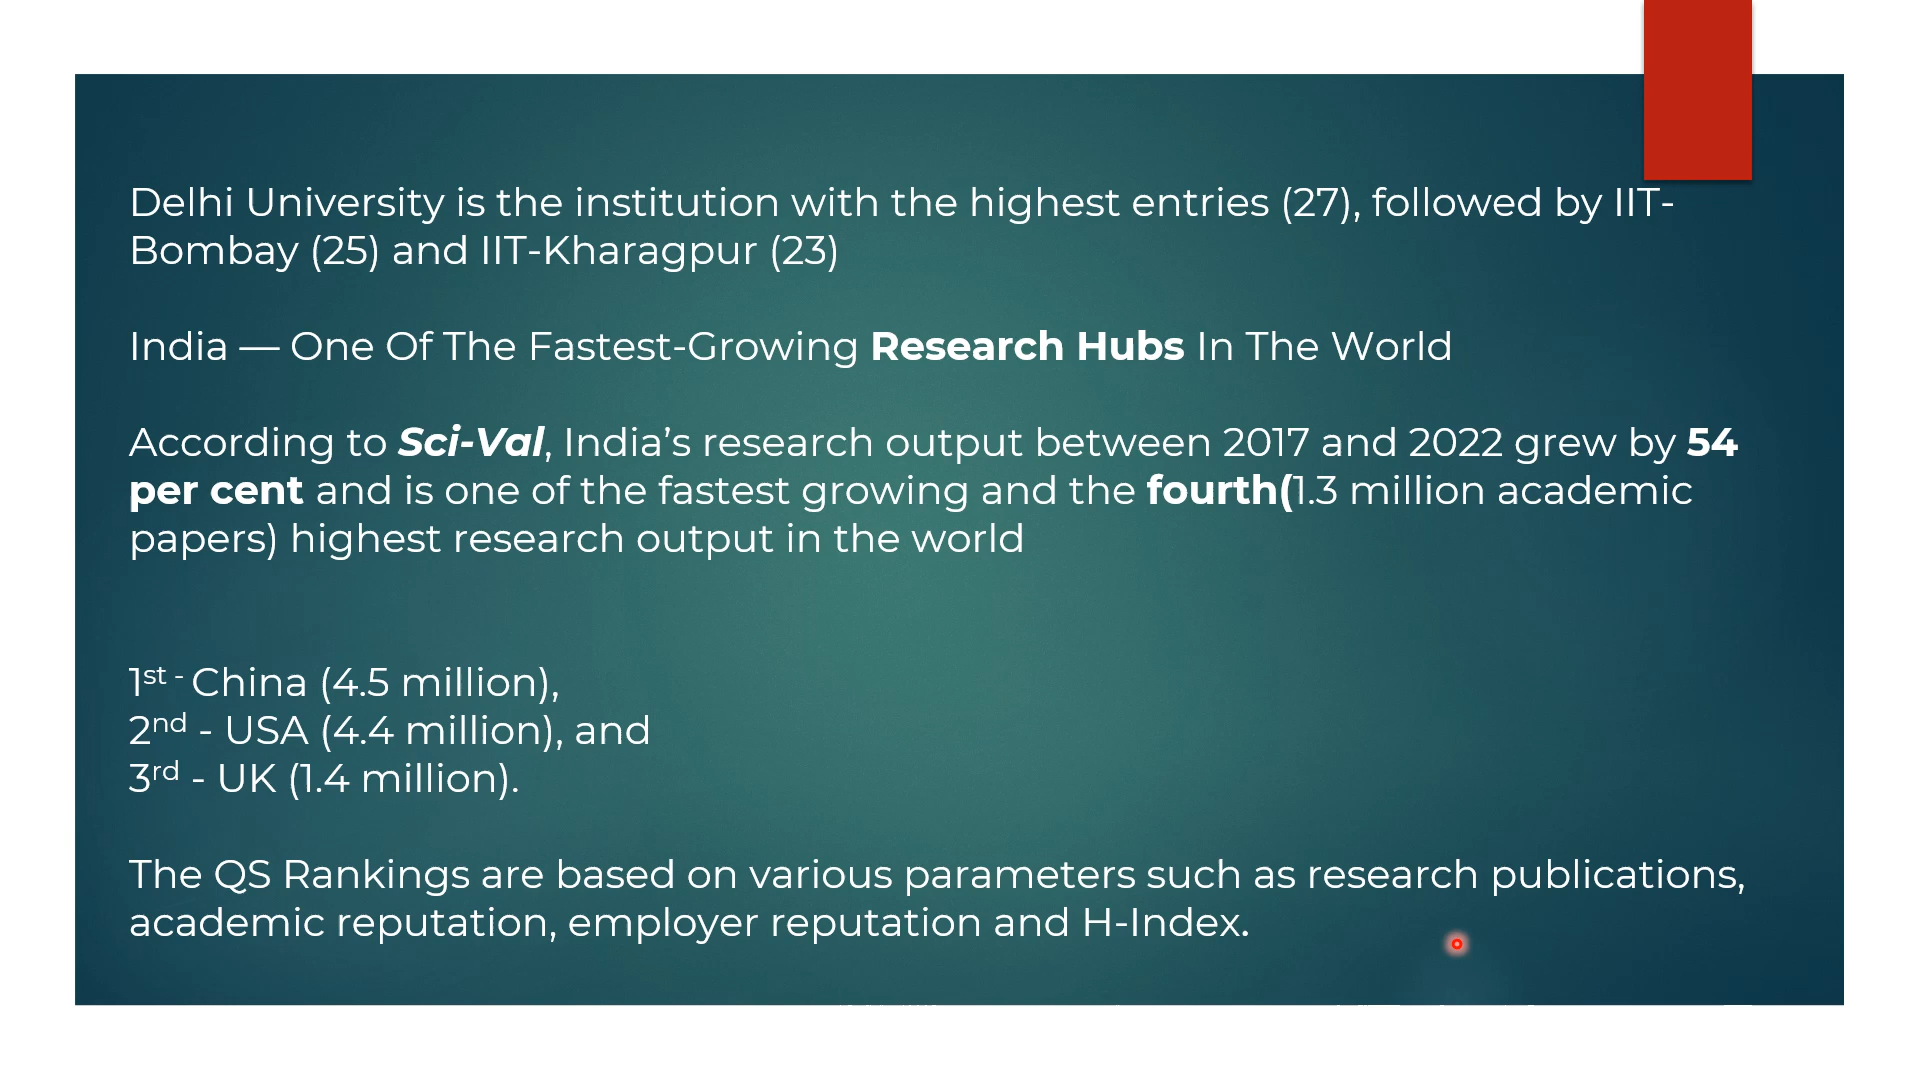 Delhi University is the institution with the highest entries (27), followed by IIT-
Bombay (25) and IIT-Kharagpur (23)
India — One Of The Fastest-Growing Research Hubs In The World
According to Sci-Val, India’s research output between 2017 and 2022 grew by 54
per cent and is one of the fastest growing and the fourth(1.3 million academic
papers) highest research output in the world
1st - China (4.5 million),
2nd - USA (4.4 million), and
3rd - UK (1.4 million).
The QS Rankings are based on various parameters such as research publications,
academic reputation, employer reputation and H-Index.